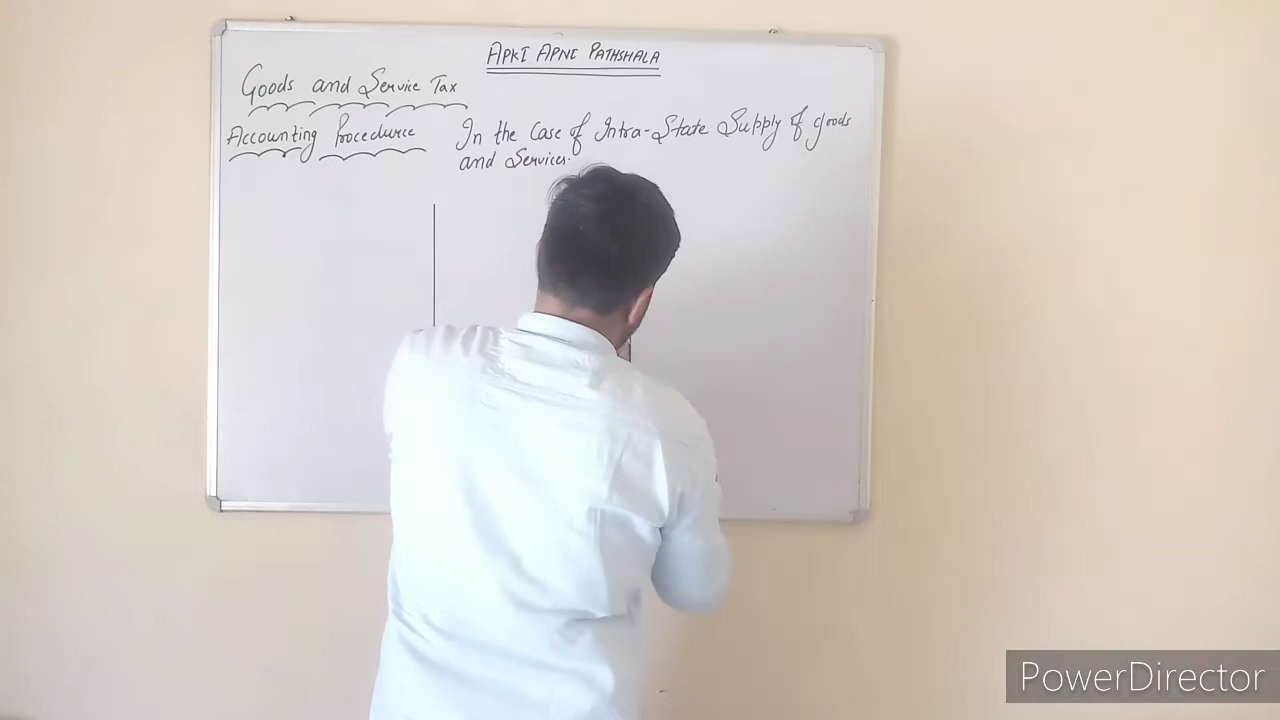 APKI APNI PATHSHALA
Goods and Service Tax
Accounting Procedure In the Case of Intra-State Supply of goods
and Services.
PowerDirector